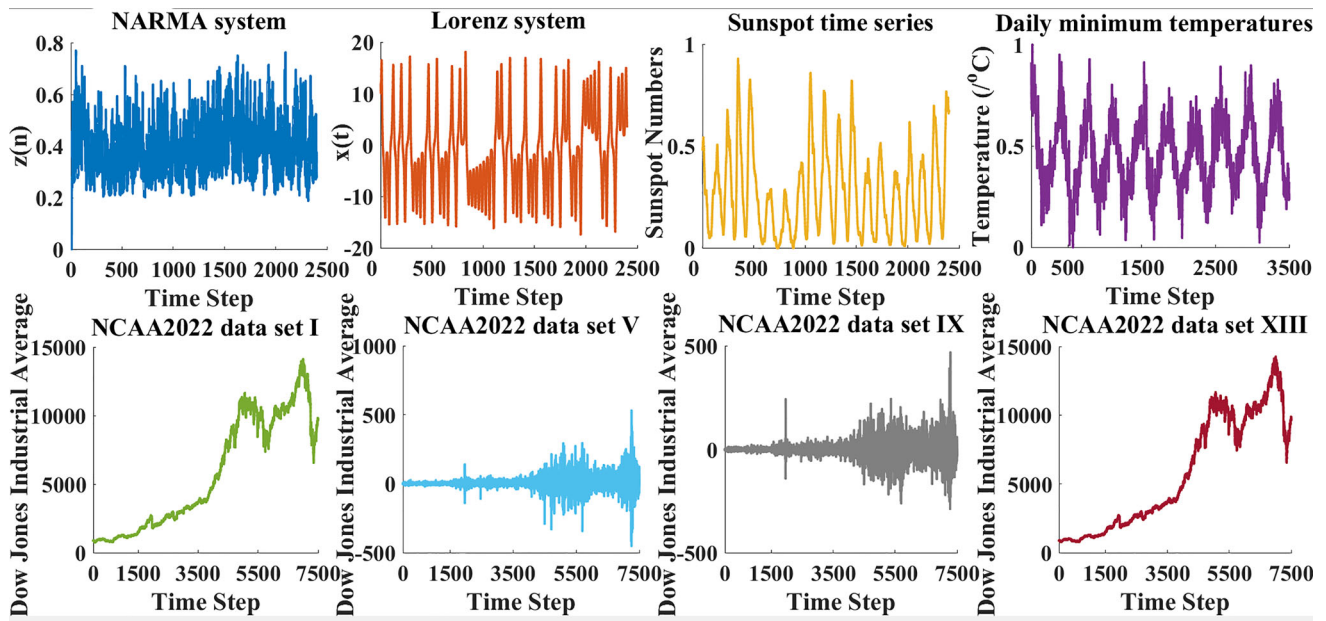 NARMA system
z(n)
0.8
0.6
0.4
0.2
0
0 500 1000 1500 2000 2500
Time Step
Lorenz system
x(t)
20
10
0
-10
-20
0 500 1000 1500 2000 2500
Time Step
Sunspot time series
Sunspot Numbers
1
0.5
0
0 500 1000 1500 2000 2500
Time Step
Daily minimum temperatures
Temperature (/⁰C)
1
0.5
0
0 500 1500 2500 3500
Time Step
NCAA2022 data set I
Dow Jones Industrial Average
15000
10000
5000
0
0 1500 3500 5500 7500
Time Step
NCAA2022 data set V
Dow Jones Industrial Average
1000
500
0
-500
0 1500 3500 5500 7500
Time Step
NCAA2022 data set IX
Dow Jones Industrial Average
500
0
-500
0 1500 3500 5500 7500
Time Step
NCAA2022 data set XIII
Dow Jones Industrial Average
15000
10000
5000
0
0 1500 3500 5500 7500
Time Step